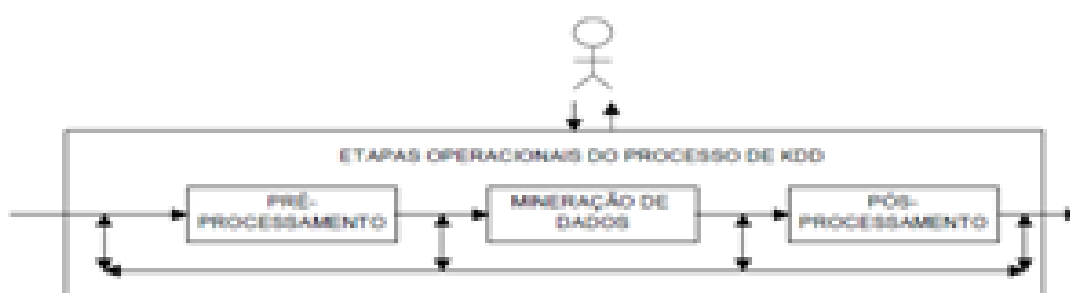 ETAPAS OPERACIONAIS DO PROCESSO DE KDD
PRÉ-
PROCESSAMENTO
MINERAÇÃO DE
DADOS
PÓS-
PROCESSAMENTO